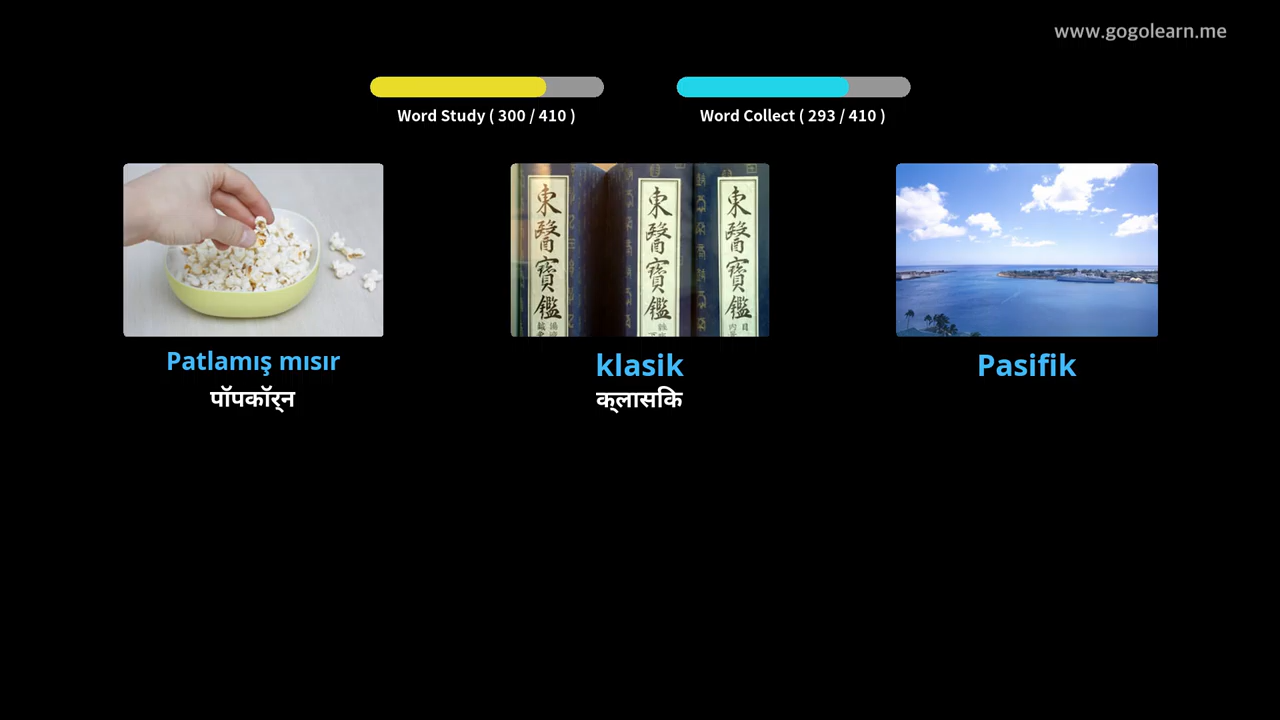 www.gogolearn.me
Word Study ( 300 / 410 )
Word Collect ( 293 / 410 )
東醫寶鑑
東醫寶鑑
東醫寶鑑
Patlamış mısır
klasik
Pasifik
पॉपकॉर्न
क्लासिक